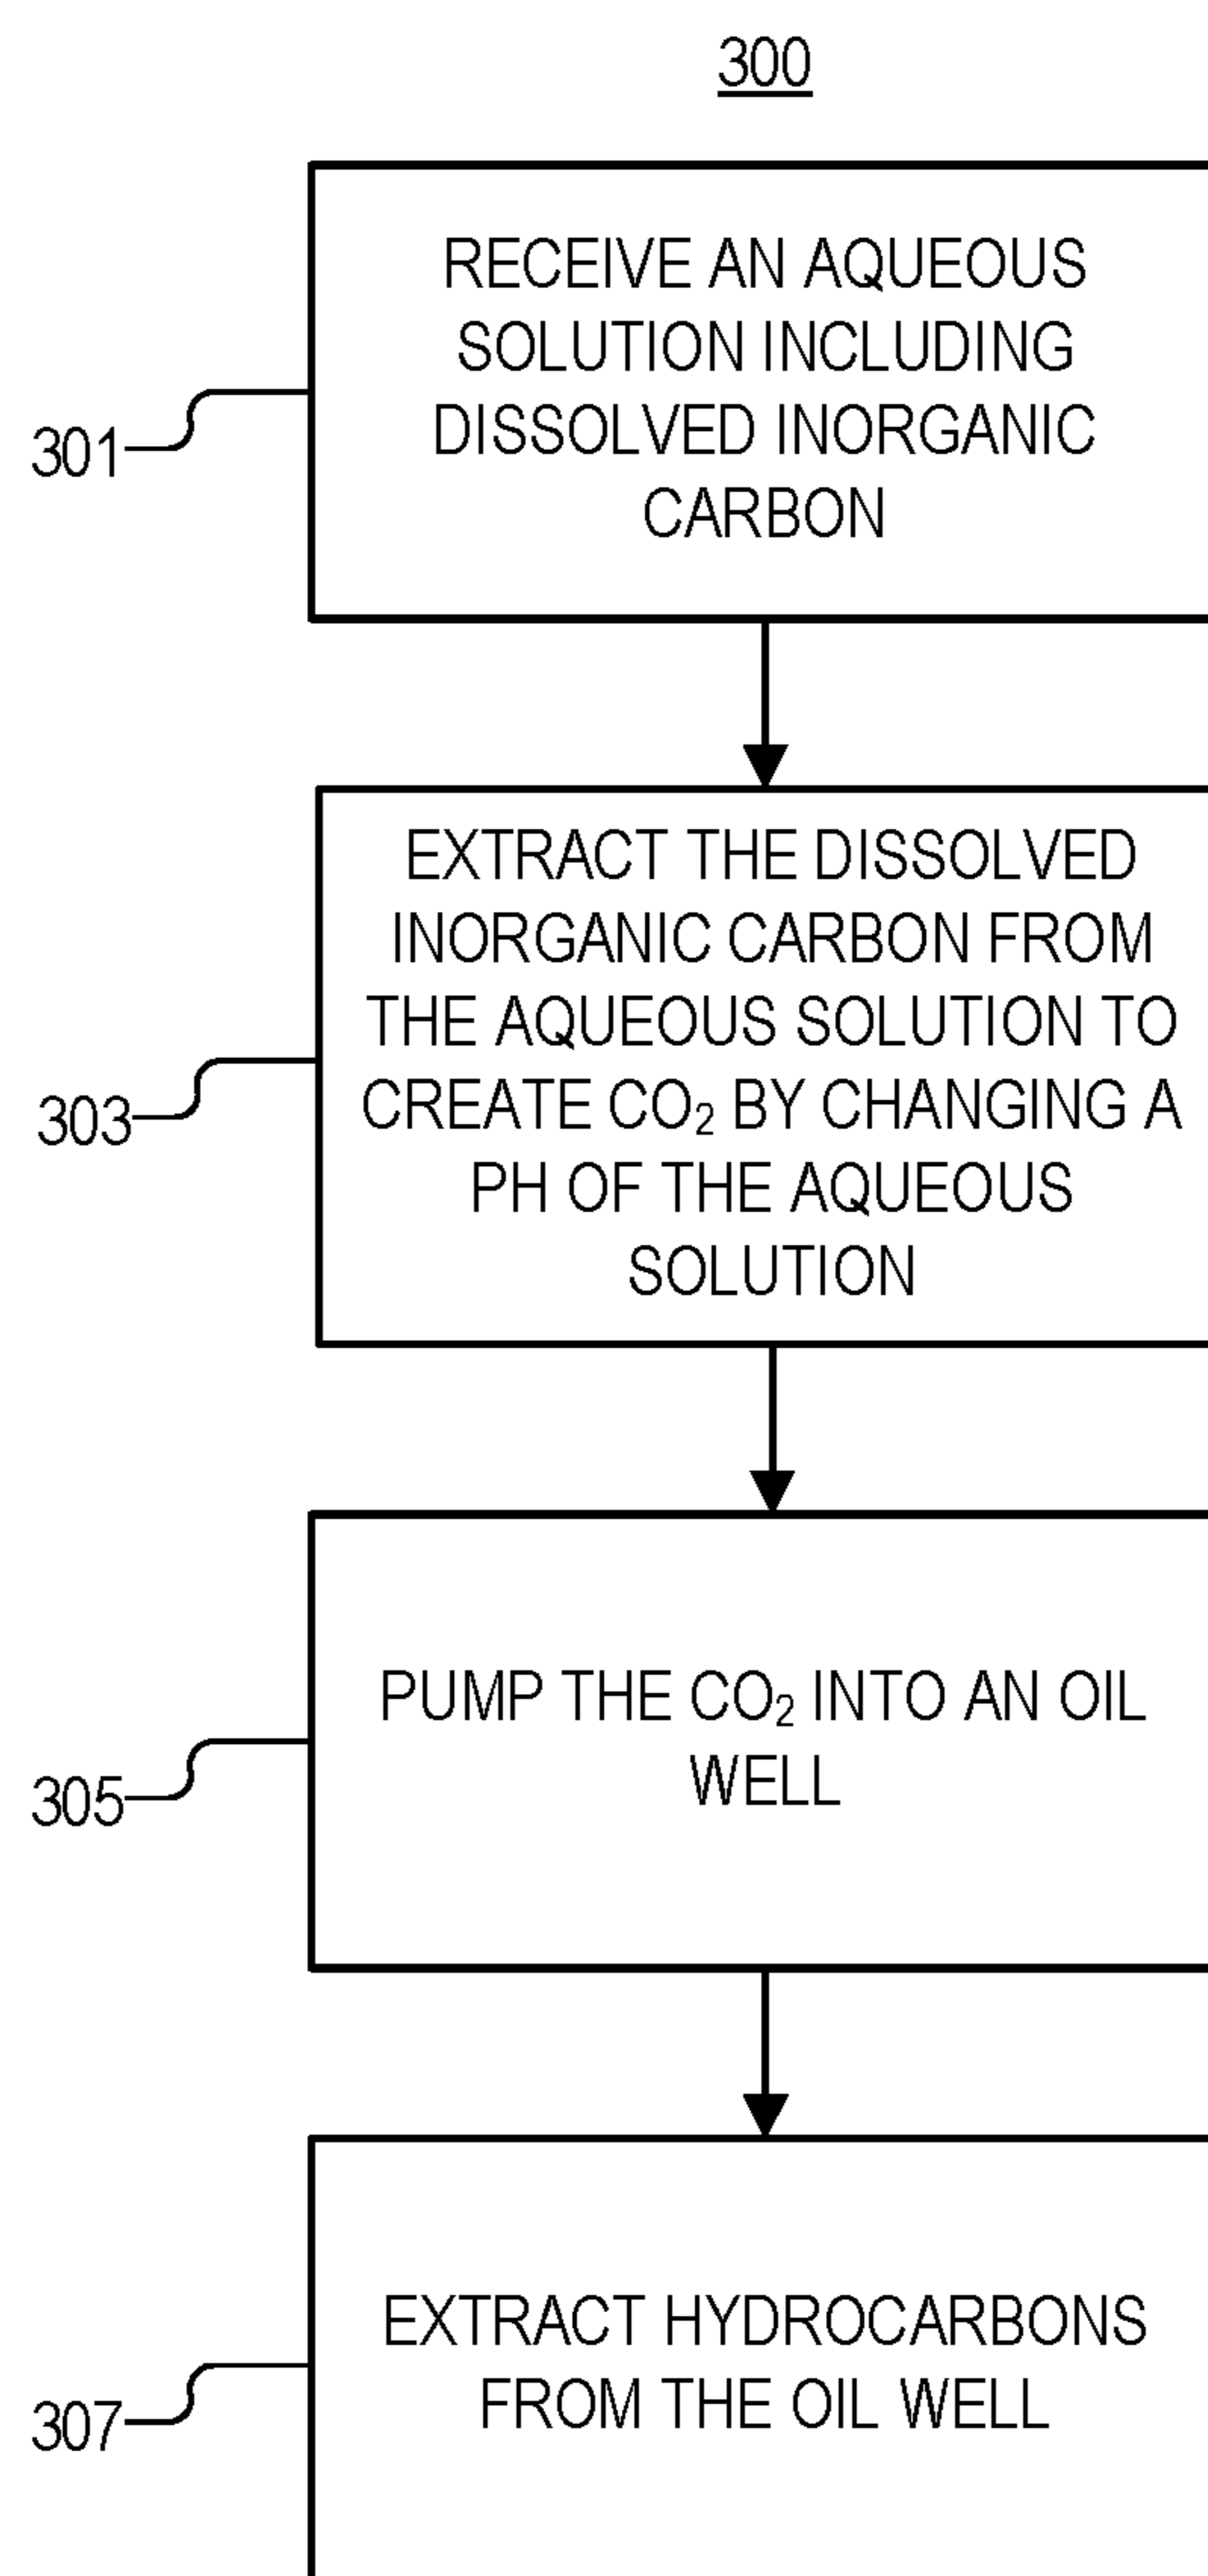 300
RECEIVE AN AQUEOUS
SOLUTION INCLUDING
DISSOLVED INORGANIC
CARBON
301
EXTRACT THE DISSOLVED
INORGANIC CARBON FROM
THE AQUEOUS SOLUTION TO
CREATE CO₂ BY CHANGING A
PH OF THE AQUEOUS
SOLUTION
303
PUMP THE CO₂ INTO AN OIL
WELL
305
EXTRACT HYDROCARBONS
FROM THE OIL WELL
307